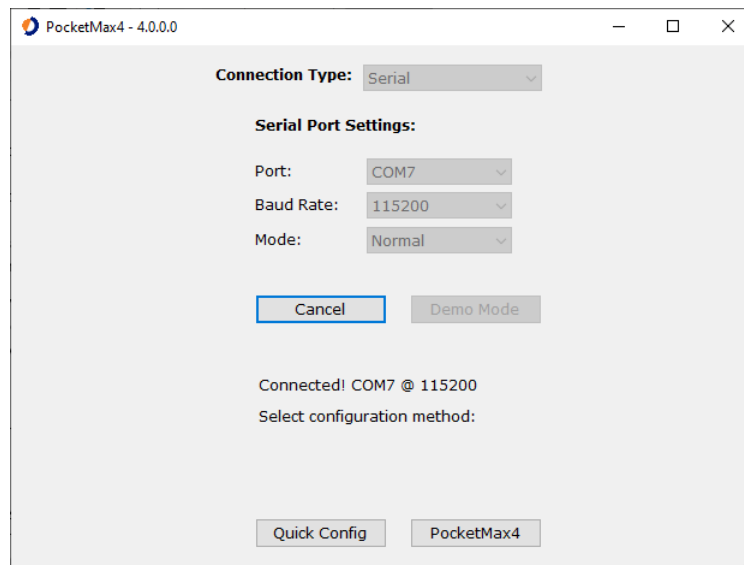 PocketMax4 - 4.0.0.0
Connection Type: Serial
Serial Port Settings:
Port: COM7
Baud Rate: 115200
Mode: Normal
Cancel Demo Mode
Connected! COM7 @ 115200
Select configuration method:
Quick Config PocketMax4